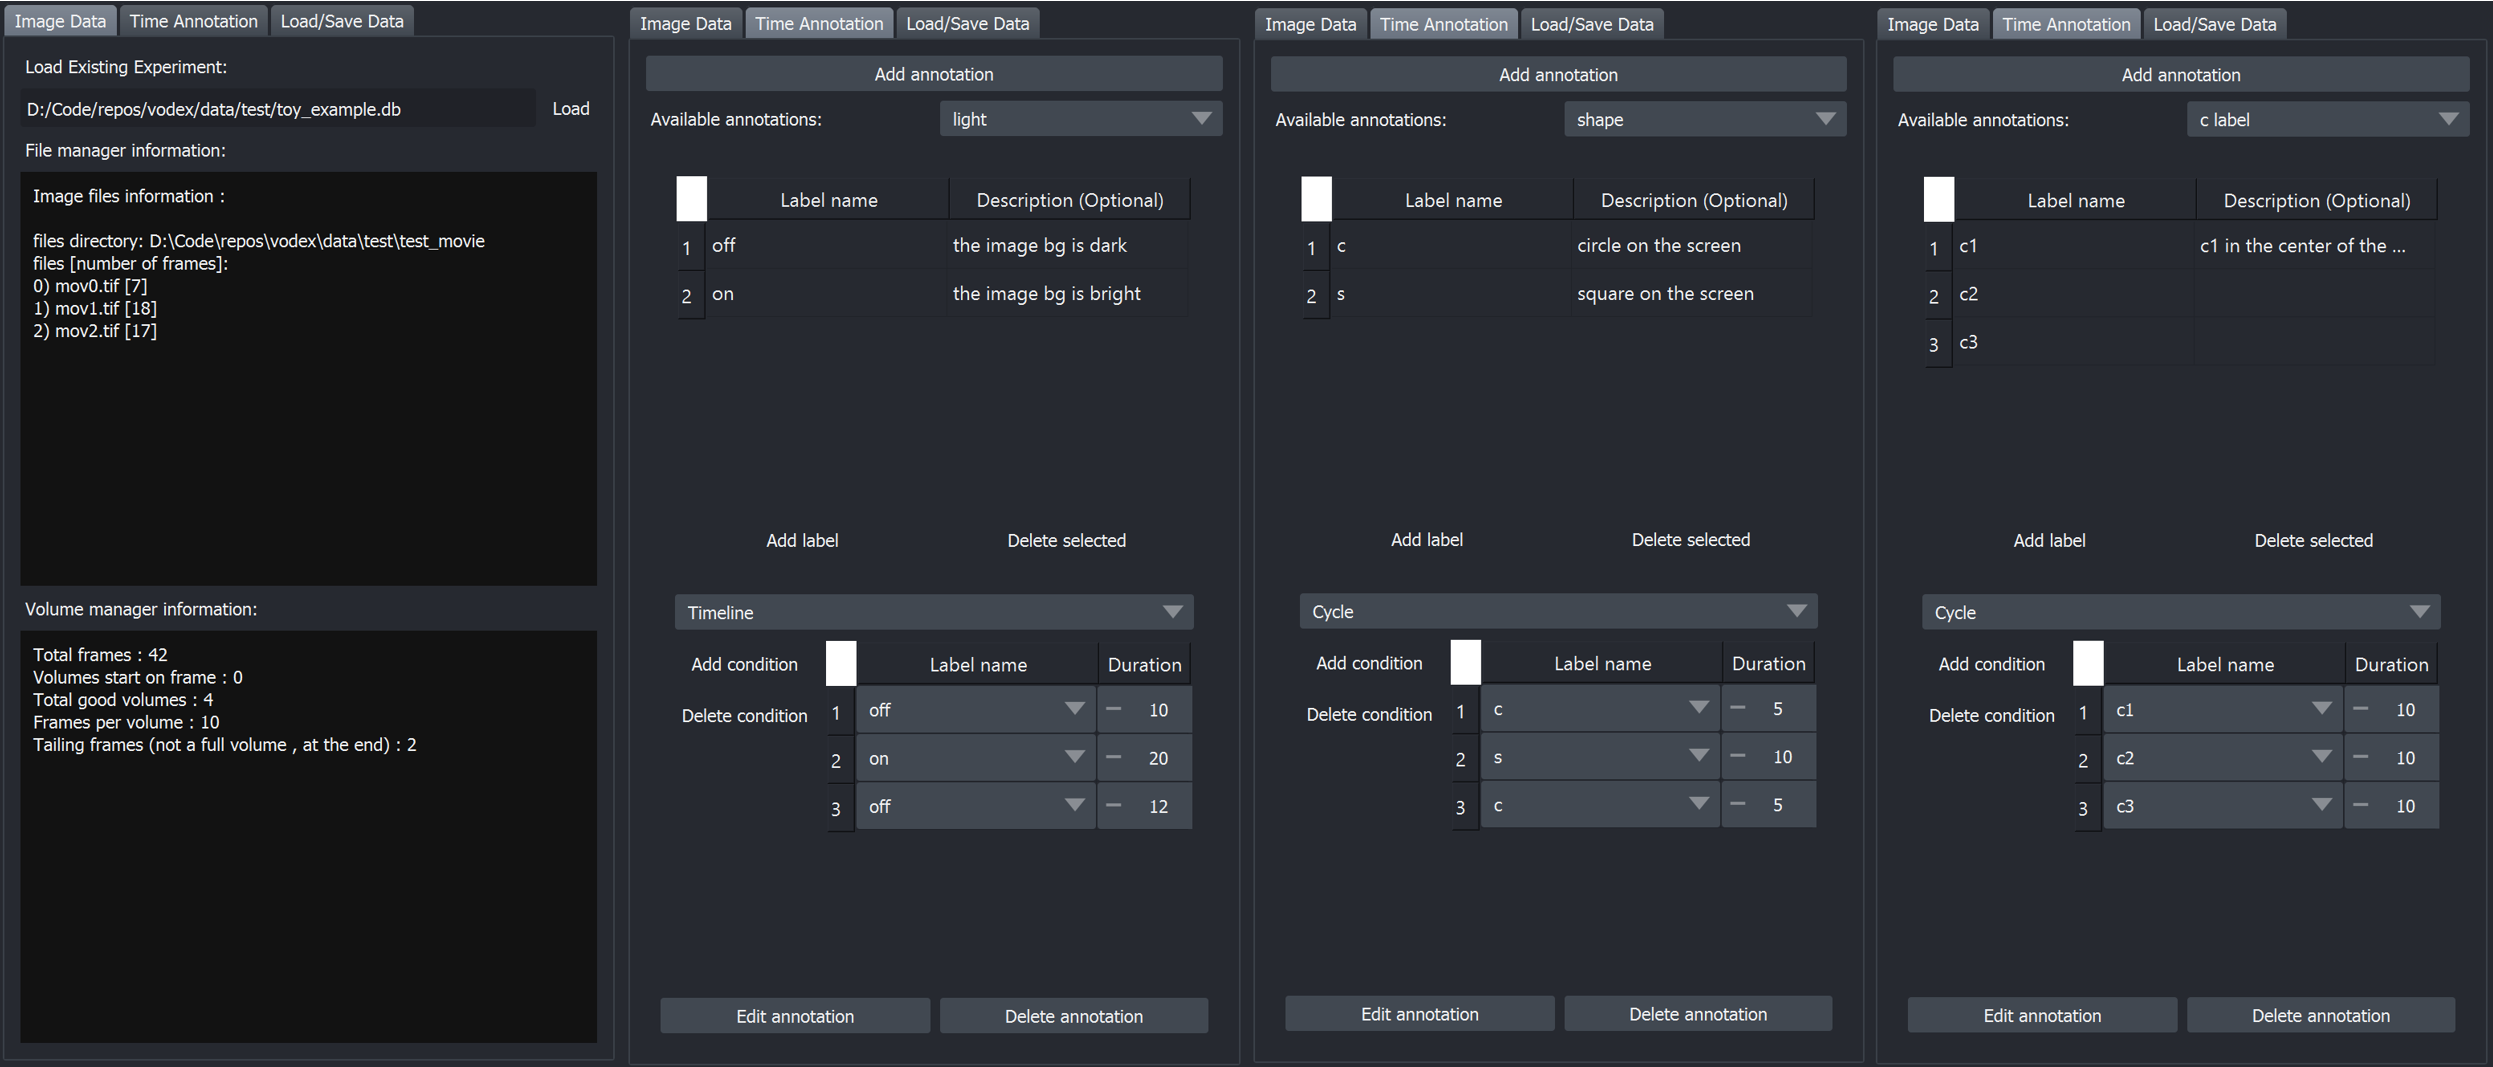 Image Data Time Annotation Load/Save Data
Load Existing Experiment:
D:/Code/repos/vodex/data/test/toy_example.db Load
File manager information:
Image files information :
files directory: D:\Code\repos\vodex\data\test\test_movie
files [number of frames]:
0) mov0.tif [7]
1) mov1.tif [18]
2) mov2.tif [17]
Volume manager information:
Total frames : 42
Volumes start on frame : 0
Total good volumes : 4
Frames per volume : 10
Tailing frames (not a full volume , at the end) : 2
Image Data Time Annotation Load/Save Data
Add annotation
Available annotations: light
Label name Description (Optional)
1 off the image bg is dark
2 on the image bg is bright
Add label Delete selected
Timeline
Add condition Label name Duration
Delete condition 1 off − 10
2 on − 20
3 off − 12
Edit annotation Delete annotation
Image Data Time Annotation Load/Save Data
Add annotation
Available annotations: shape
Label name Description (Optional)
1 c circle on the screen
2 s square on the screen
Add label Delete selected
Cycle
Add condition Label name Duration
Delete condition 1 c − 5
2 s − 10
3 c − 5
Edit annotation Delete annotation
Image Data Time Annotation Load/Save Data
Add annotation
Available annotations: c label
Label name Description (Optional)
1 c1 c1 in the center of the ...
2 c2
3 c3
Add label Delete selected
Cycle
Add condition Label name Duration
Delete condition 1 c1 − 10
2 c2 − 10
3 c3 − 10
Edit annotation Delete annotation